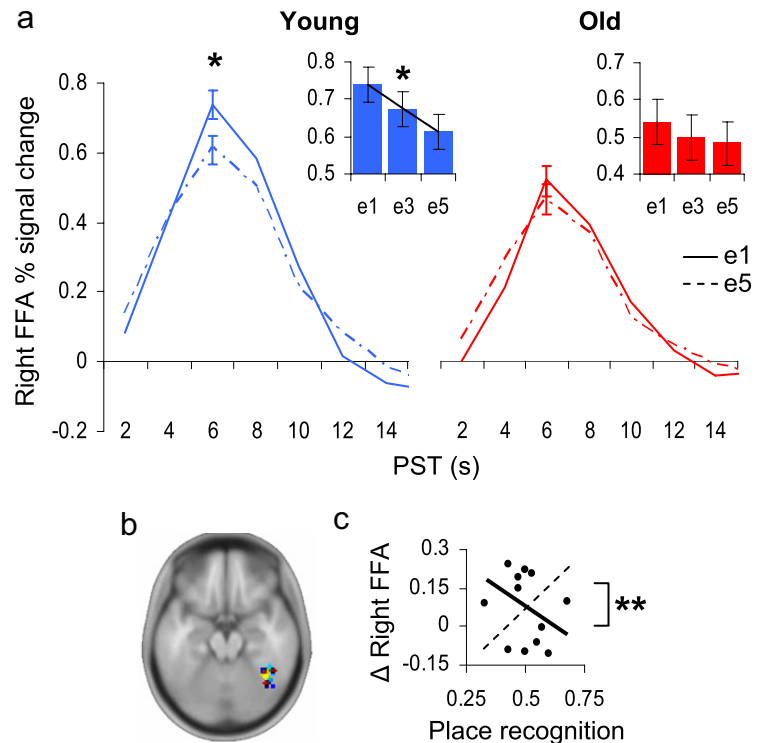 a
Young
Old
Right FFA % signal change
0.8
0.6
0.4
0.2
0
-0.2
*
0.8
0.7
0.6
0.5
*
e1 e3 e5
0.7
0.6
0.5
0.4
e1 e3 e5
e1
e5
2 4 6 8 10 12 14
2 4 6 8 10 12 14
PST (s)
b
c
Δ Right FFA
0.3
0.15
0
-0.15
**
0.25 0.5 0.75
Place recognition